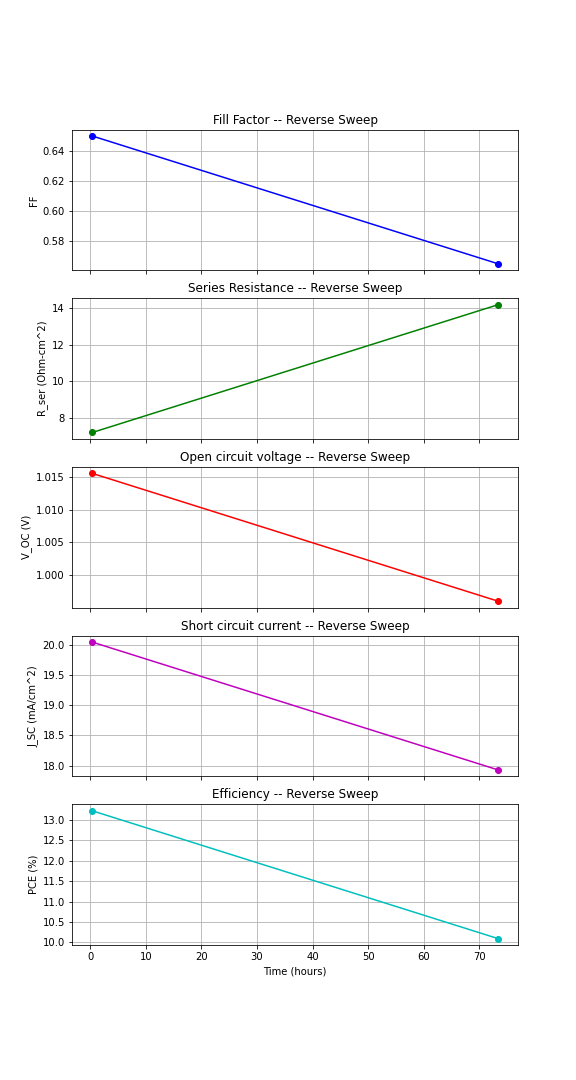 Fill Factor -- Reverse Sweep
0.64
0.62
0.60
0.58
FF
Series Resistance -- Reverse Sweep
14
12
10
8
R_ser (Ohm-cm^2)
Open circuit voltage -- Reverse Sweep
1.015
1.010
1.005
1.000
V_OC (V)
Short circuit current -- Reverse Sweep
20.0
19.5
19.0
18.5
18.0
J_SC (mA/cm^2)
Efficiency -- Reverse Sweep
13.0
12.5
12.0
11.5
11.0
10.5
10.0
PCE (%)
0 10 20 30 40 50 60 70
Time (hours)